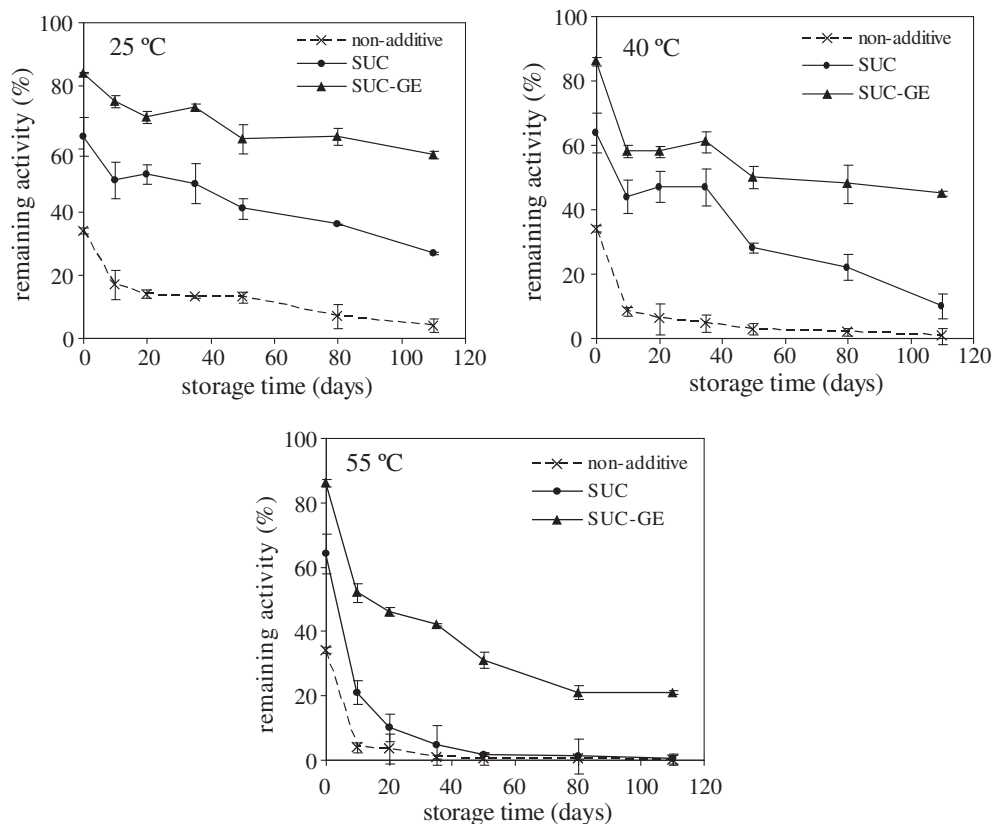 25 ºC
non-additive
SUC
SUC-GE
remaining activity (%)
100
80
60
40
20
0
0 20 40 60 80 100 120
storage time (days)
40 ºC
non-additive
SUC
SUC-GE
remaining activity (%)
100
80
60
40
20
0
0 20 40 60 80 100 120
storage time (days)
55 ºC
non-additive
SUC
SUC-GE
remaining activity (%)
100
80
60
40
20
0
0 20 40 60 80 100 120
storage time (days)